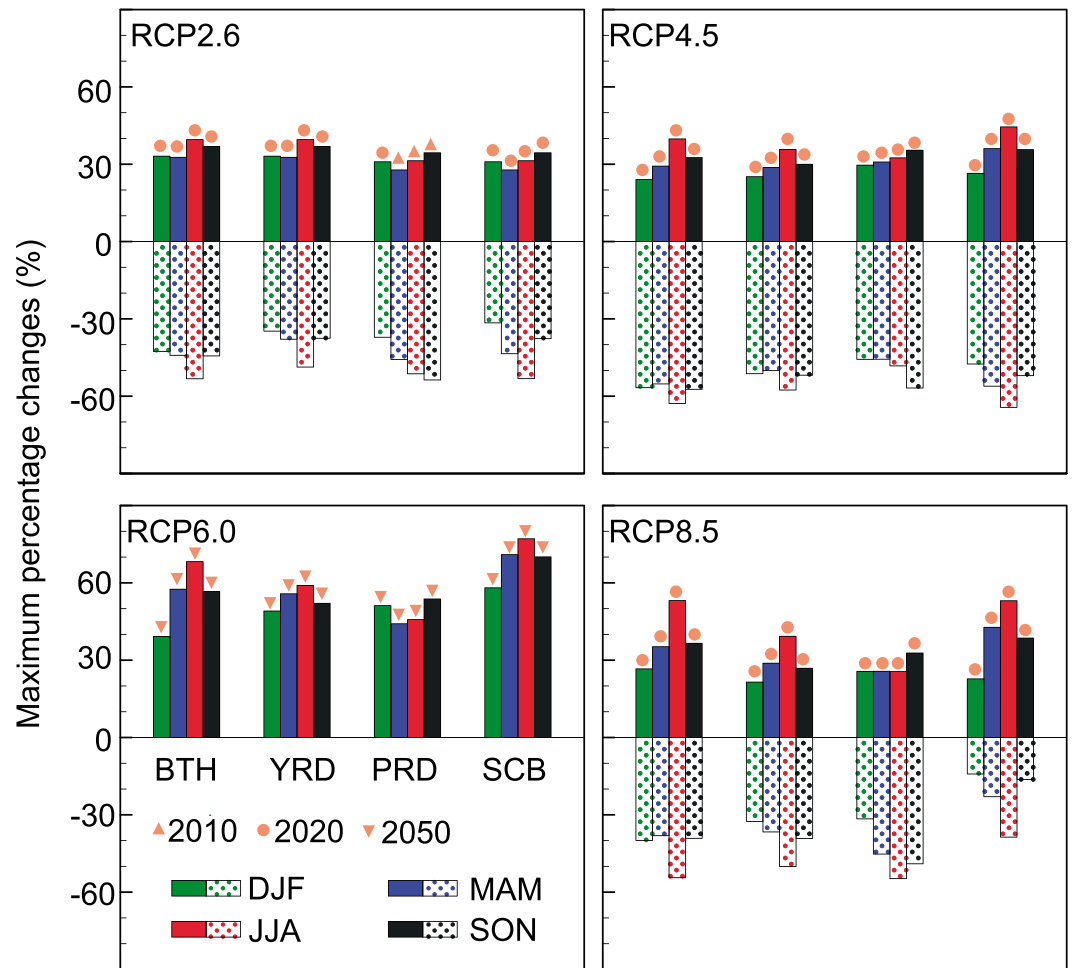 Maximum percentage changes (%)
RCP2.6
60
30
0
-30
-60
RCP4.5
RCP6.0
60
30
0
-30
-60
BTH YRD PRD SCB
2010 2020 2050
DJF MAM
JJA SON
RCP8.5